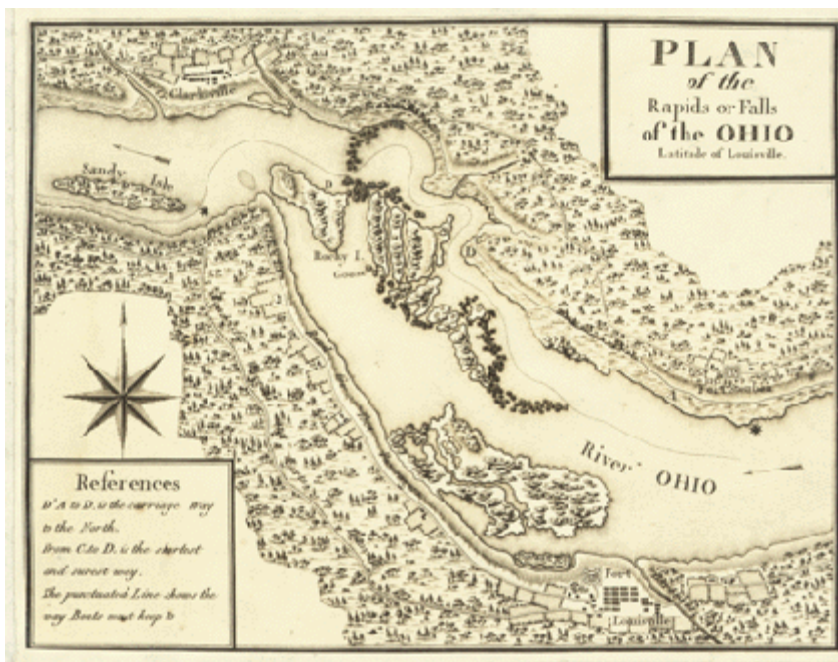 PLAN
of the
Rapids or Falls
of the OHIO
Latitude of Louisville.
Clarksville
Sandy Isle
Rocky I.
D
River OHIO
Fort
Louisville
References
A to D. is the carriage Way
to the North.
From C. to D. is the shortest
and surest way.
The punctuated Line shows the
way Boats must keep